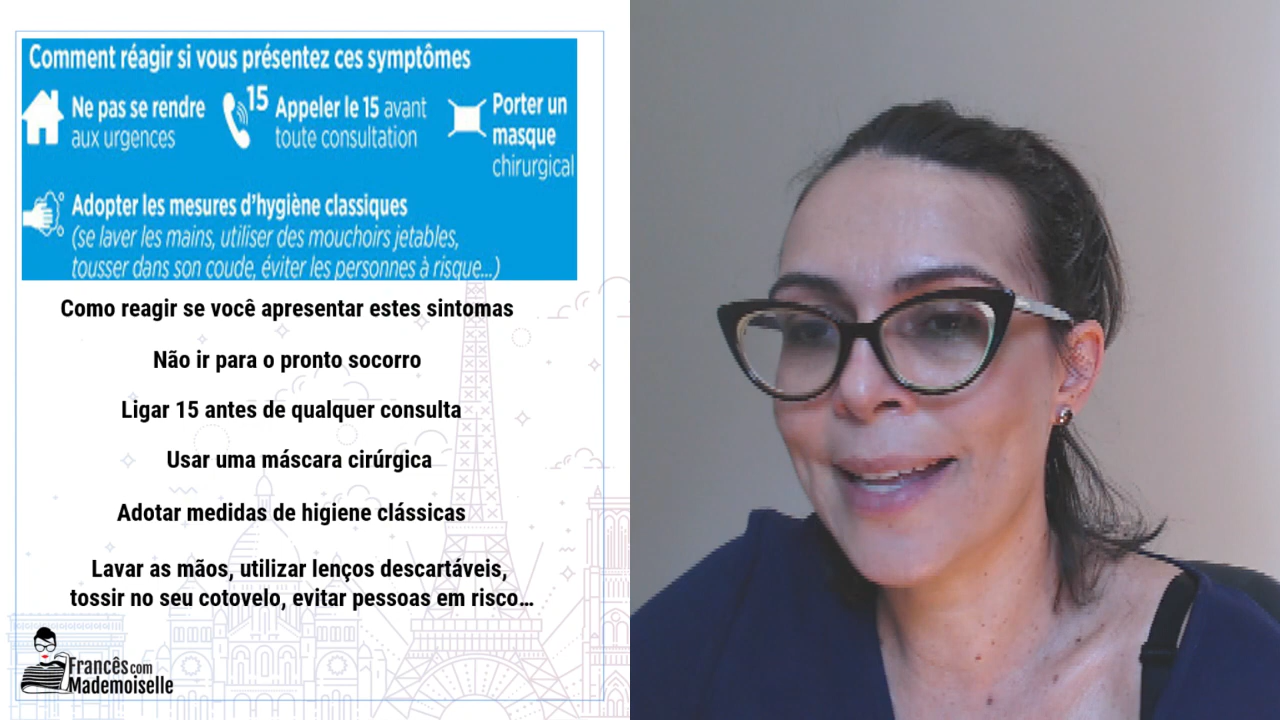 Comment réagir si vous présentez ces symptômes
Ne pas se rendre
aux urgences
15
Appeler le 15 avant
toute consultation
Porter un
masque
chirurgical
Adopter les mesures d'hygiène classiques
(se laver les mains, utiliser des mouchoirs jetables,
tousser dans son coude, éviter les personnes à risque...)
Como reagir se você apresentar estes sintomas
Não ir para o pronto socorro
Ligar 15 antes de qualquer consulta
Usar uma máscara cirúrgica
Adotar medidas de higiene clássicas
Lavar as mãos, utilizar lenços descartáveis,
tossir no seu cotovelo, evitar pessoas em risco...
Francês com
Mademoiselle